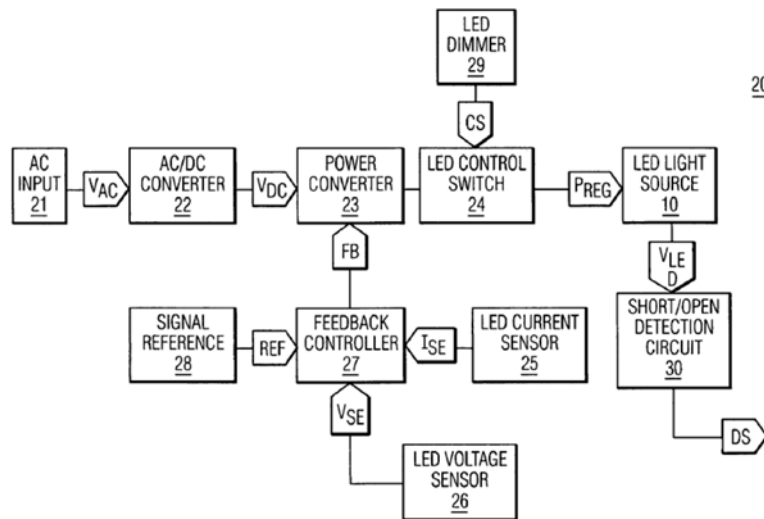 LED
DIMMER
29
20
CS
AC
INPUT
21
VAC
AC/DC
CONVERTER
22
VDC
POWER
CONVERTER
23
LED CONTROL
SWITCH
24
PREG
LED LIGHT
SOURCE
10
FB
VLE
D
SIGNAL
REFERENCE
28
REF
FEEDBACK
CONTROLLER
27
ISE
LED CURRENT
SENSOR
25
SHORT/OPEN
DETECTION
CIRCUIT
30
VSE
DS
LED VOLTAGE
SENSOR
26